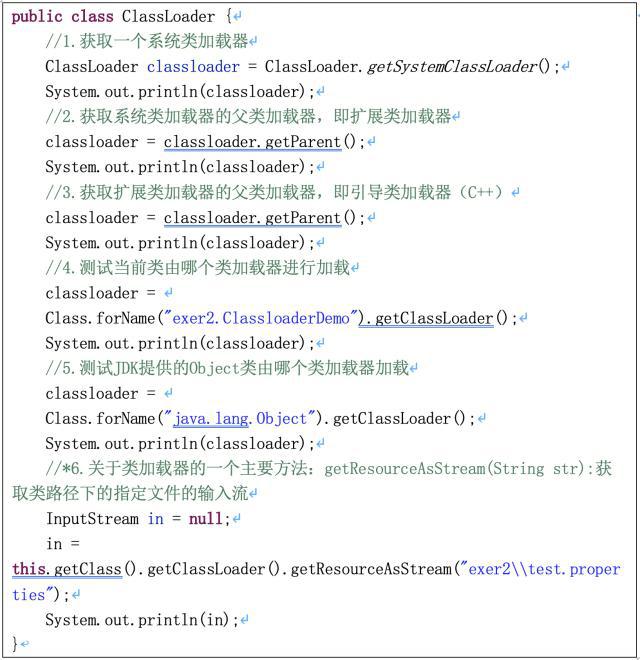 public class ClassLoader {
//1.获取一个系统类加载器
ClassLoader classloader = ClassLoader.getSystemClassLoader();
System.out.println(classloader);
//2.获取系统类加载器的父类加载器，即扩展类加载器
classloader = classloader.getParent();
System.out.println(classloader);
//3.获取扩展类加载器的父类加载器，即引导类加载器（C++）
classloader = classloader.getParent();
System.out.println(classloader);
//4.测试当前类由哪个类加载器进行加载
classloader =
Class.forName("exer2.ClassloaderDemo").getClassLoader();
System.out.println(classloader);
//5.测试JDK提供的Object类由哪个类加载器加载
classloader =
Class.forName("java.lang.Object").getClassLoader();
System.out.println(classloader);
//*6.关于类加载器的一个主要方法：getResourceAsStream(String str):获
取类路径下的指定文件的输入流
InputStream in = null;
in =
this.getClass().getClassLoader().getResourceAsStream("exer2\\test.proper
ties");
System.out.println(in);
}